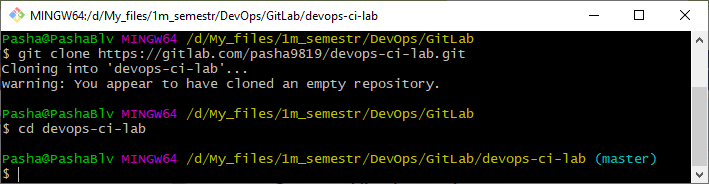 MINGW64:/d/My_files/1m_semestr/DevOps/GitLab/devops-ci-lab
Pasha@PashaBlv MINGW64 /d/My_files/1m_semestr/DevOps/GitLab
$ git clone https://gitlab.com/pasha9819/devops-ci-lab.git
Cloning into 'devops-ci-lab'...
warning: You appear to have cloned an empty repository.
Pasha@PashaBlv MINGW64 /d/My_files/1m_semestr/DevOps/GitLab
$ cd devops-ci-lab
Pasha@PashaBlv MINGW64 /d/My_files/1m_semestr/DevOps/GitLab/devops-ci-lab (master)
$